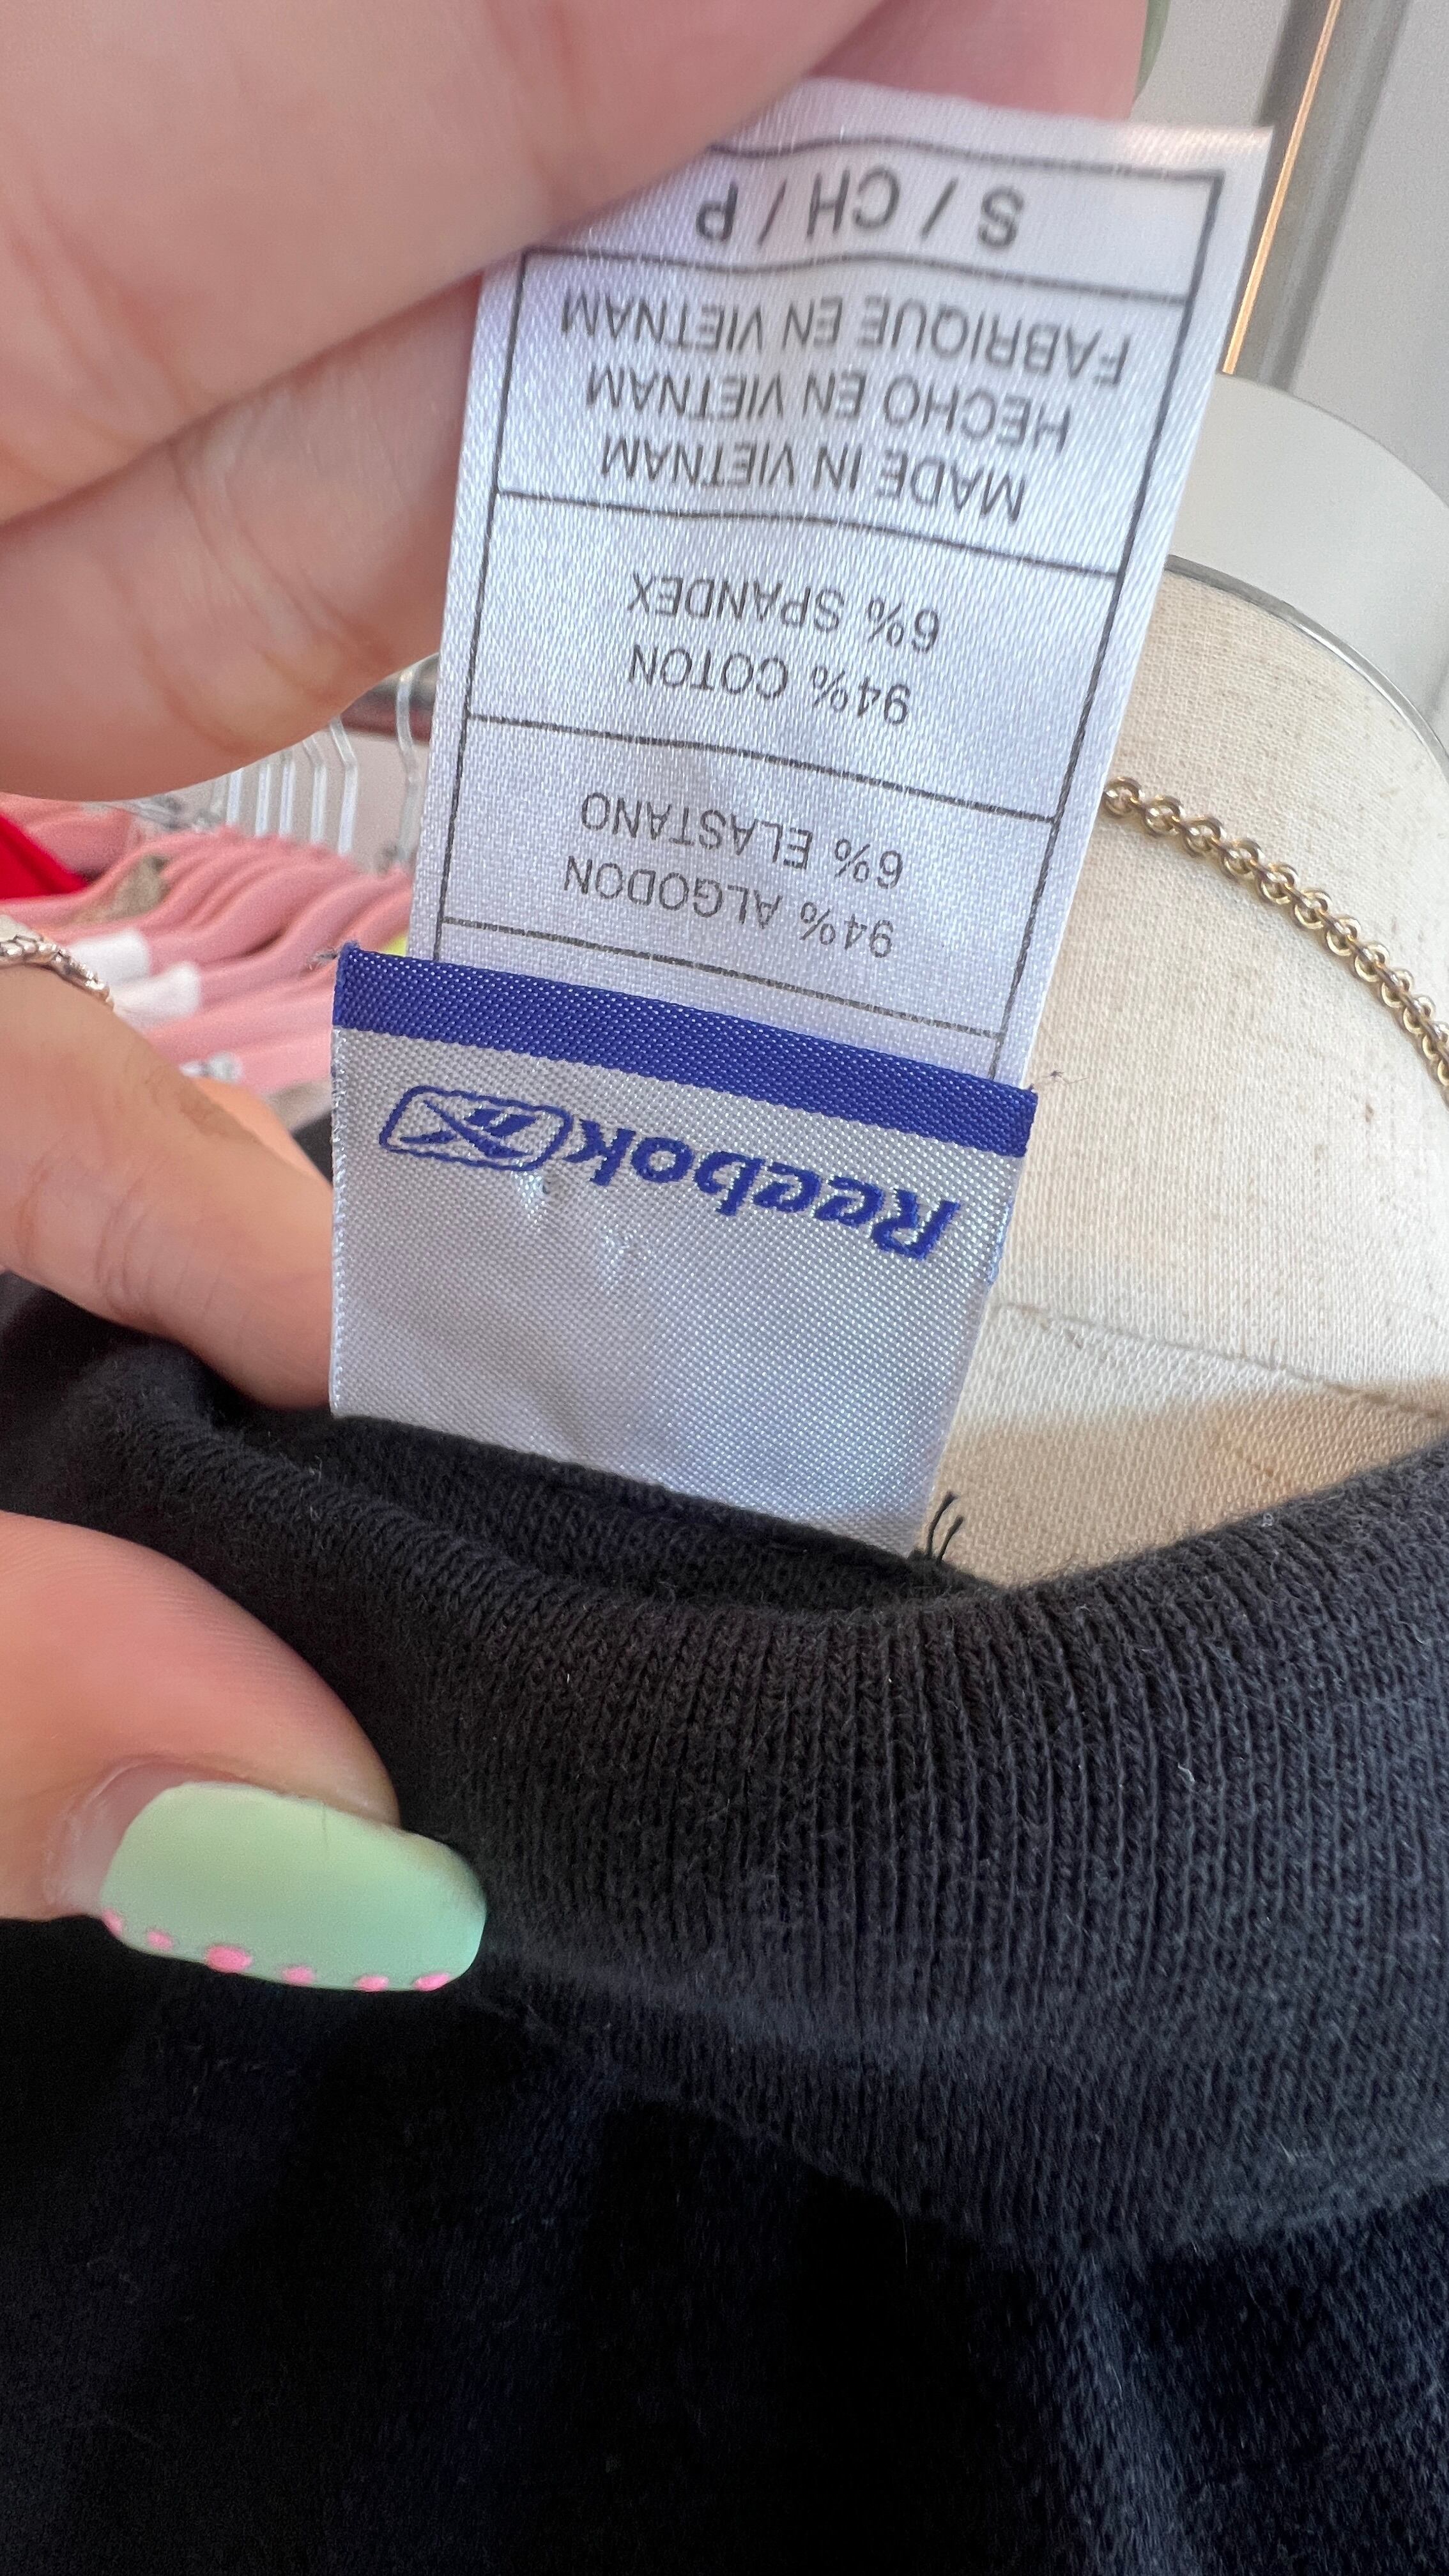 Reebok
94% ALGODON
6% ELASTANO
94% COTON
6% SPANDEX
MADE IN VIETNAM
HECHO EN VIETNAM
FABRIQUE EN VIETNAM
S / CH / P